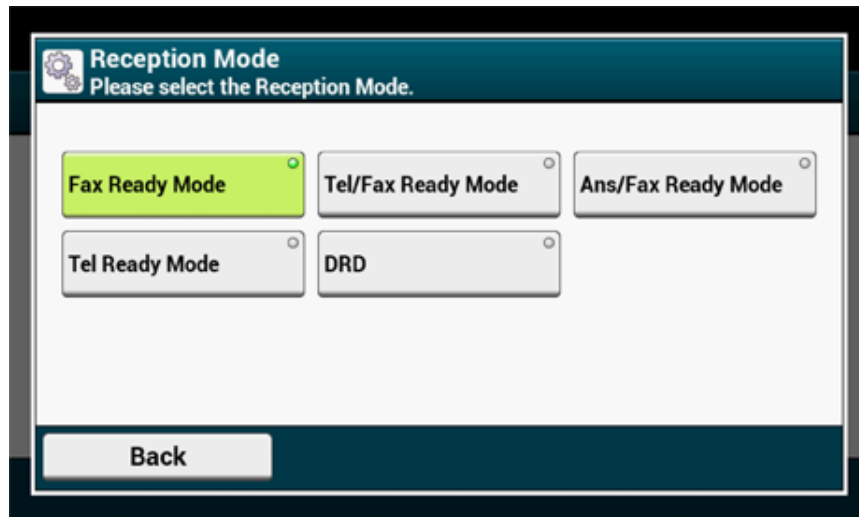 Reception Mode
Please select the Reception Mode.
Fax Ready Mode
Tel/Fax Ready Mode
Ans/Fax Ready Mode
Tel Ready Mode
DRD
Back